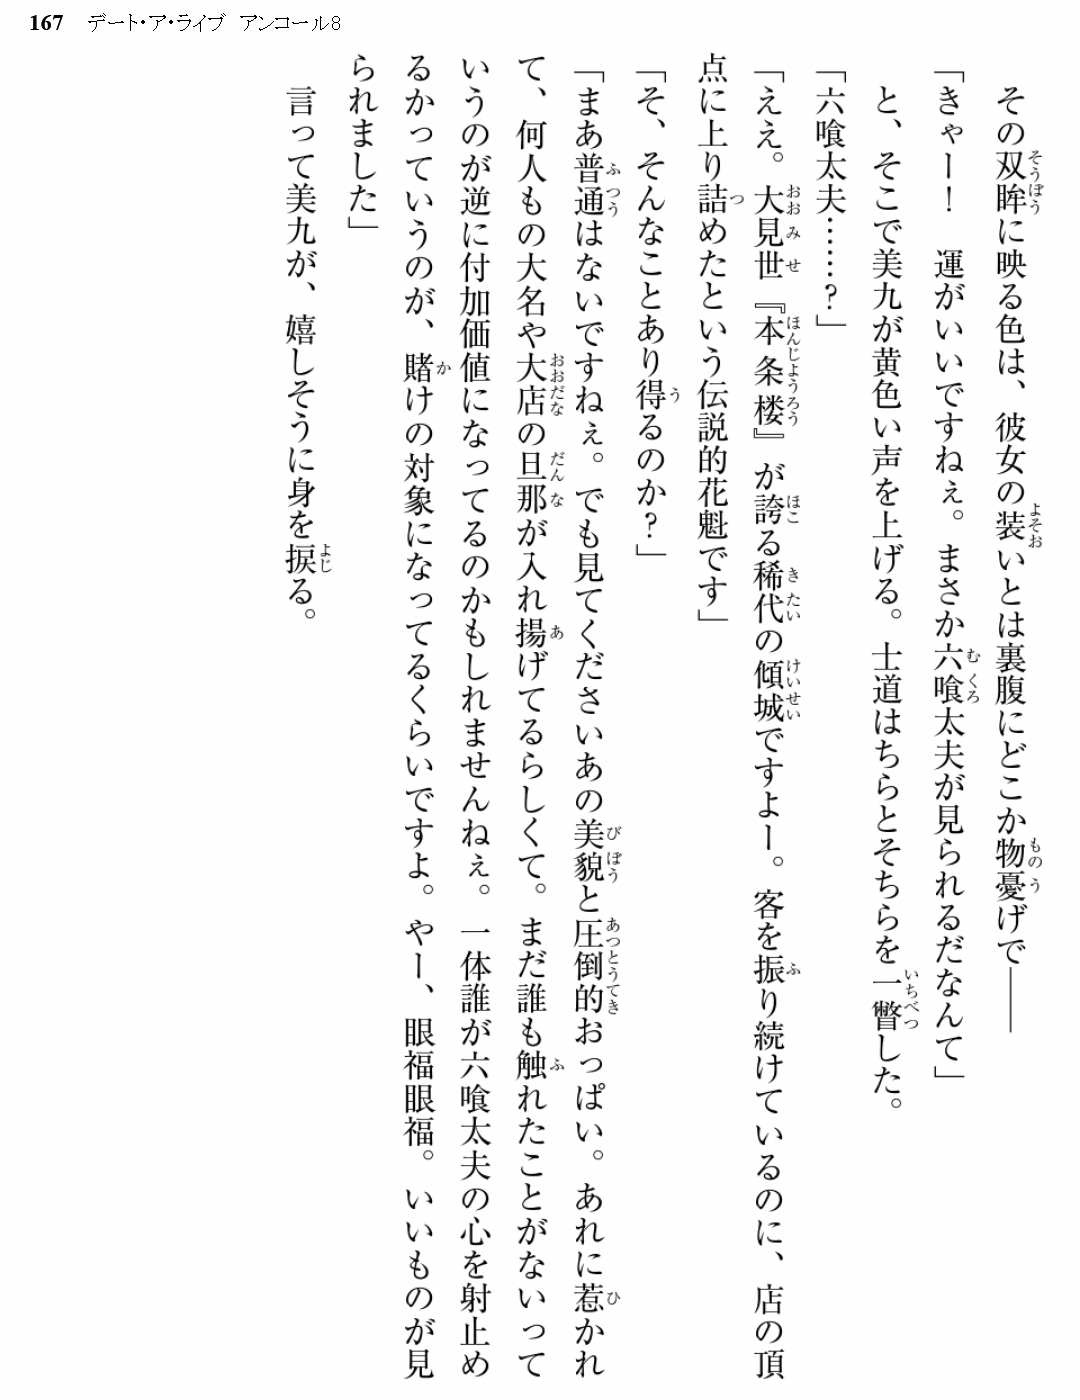 167 デート・ア・ライブ アンコール8
その双眸に映る色は、彼女の装いとは裏腹にどこか物憂げで――
「きゃー！　運がいいですねぇ。まさか六喰太夫が見られるだなんて」
と、そこで美九が黄色い声を上げる。士道はちらとそちらを一瞥した。
「六喰太夫……？」
「ええ。大見世『本条楼』が誇る稀代の傾城ですよー。客を振り続けているのに、店の頂
点に上り詰めたという伝説的花魁です」
「そ、そんなことあり得るのか？」
「まあ普通はないですねぇ。でも見てくださいあの美貌と圧倒的おっぱい。あれに惹かれ
て、何人もの大名や大店の旦那が入れ揚げてるらしくて。まだ誰も触れたことがないって
いうのが逆に付加価値になってるのかもしれませんねぇ。一体誰が六喰太夫の心を射止め
るかっていうのが、賭けの対象になってるくらいですよ。やー、眼福眼福。いいものが見
られました」
言って美九が、嬉しそうに身を捩る。